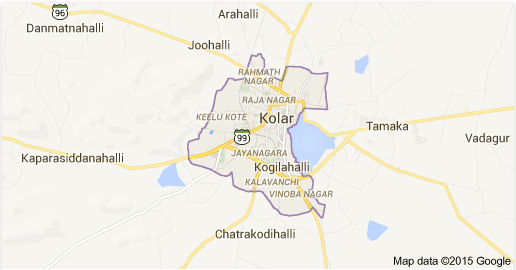 Arahalli
96
Danmatnahalli
Joohalli
RAHMATH
NAGAR
RAJA NAGAR
KEELU KOTE
Kolar
Tamaka
99
Vadagur
JAYANAGARA
Kaparasiddanahalli
Kogilahalli
KALAVANCHI
VINOBA NAGAR
Chatrakodihalli
Map data ©2015 Google